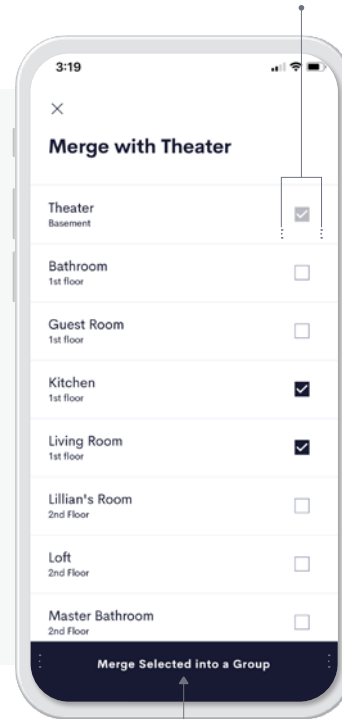 3:19
Merge with Theater
Theater
Basement
Bathroom
1st floor
Guest Room
1st floor
Kitchen
1st floor
Living Room
1st floor
Lillian's Room
2nd Floor
Loft
2nd Floor
Master Bathroom
2nd Floor
Merge Selected into a Group